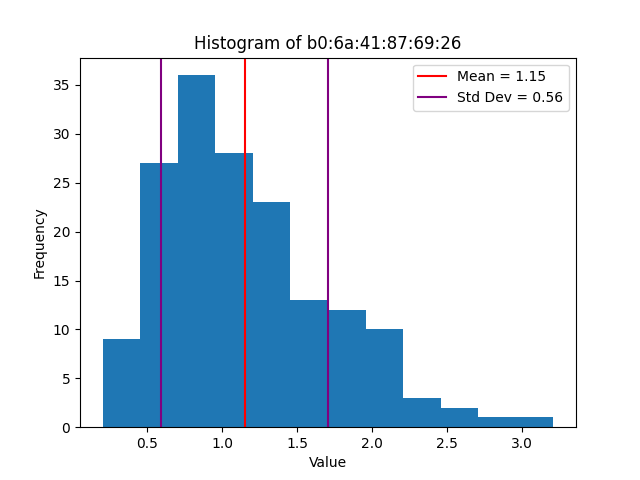 Histogram of b0:6a:41:87:69:26
Mean = 1.15
Std Dev = 0.56
35
30
25
20
15
10
5
0
Frequency
0.5 1.0 1.5 2.0 2.5 3.0
Value